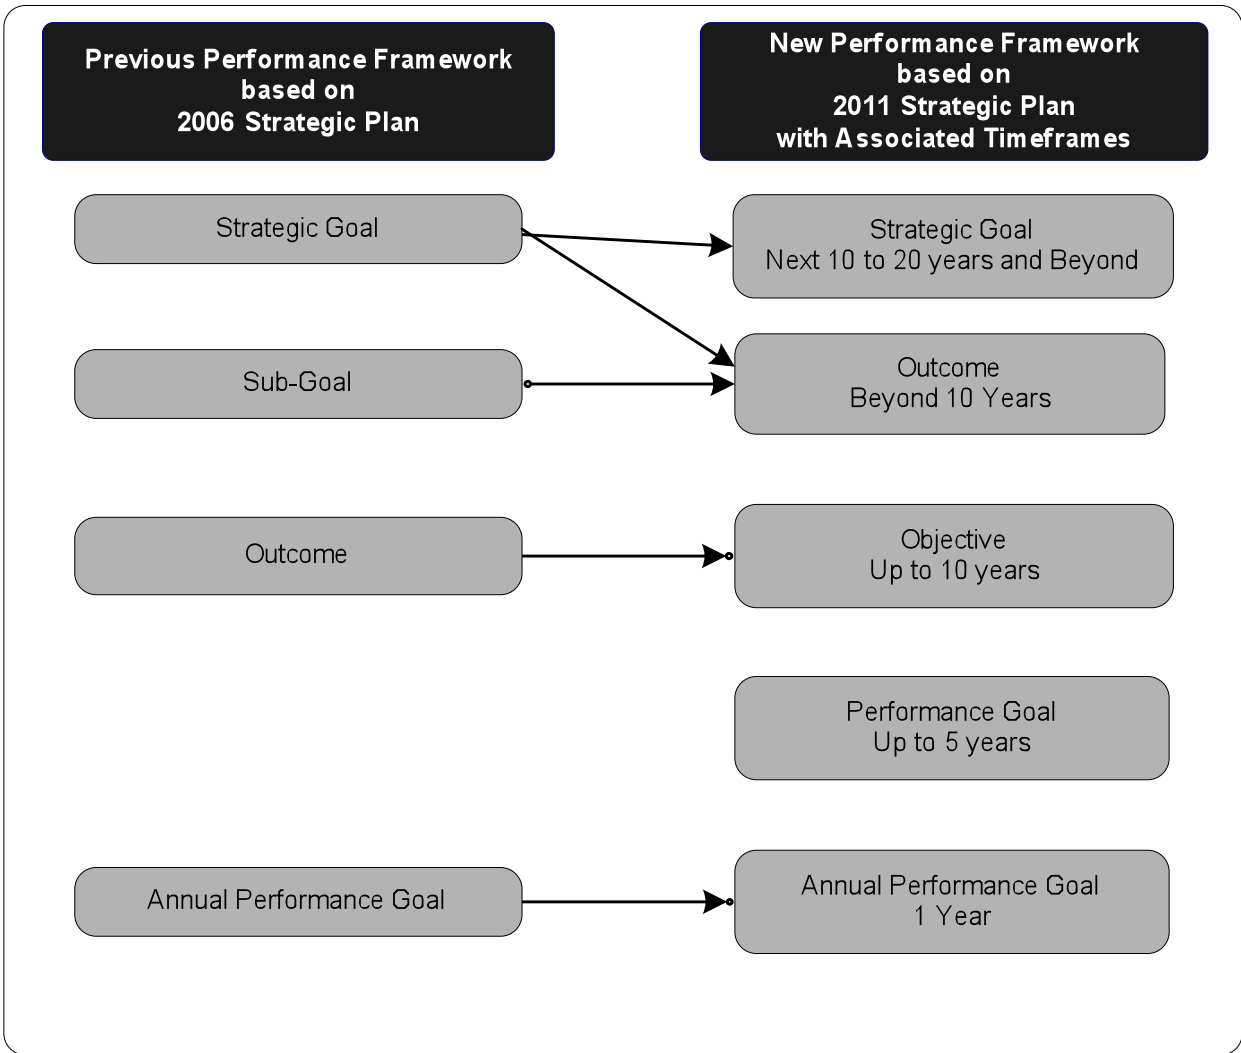 Previous Performance Framework
based on
2006 Strategic Plan
New Performance Framework
based on
2011 Strategic Plan
with Associated Timeframes
Strategic Goal
Strategic Goal
Next 10 to 20 years and Beyond
Sub-Goal
Outcome
Beyond 10 Years
Outcome
Objective
Up to 10 years
Performance Goal
Up to 5 years
Annual Performance Goal
Annual Performance Goal
1 Year